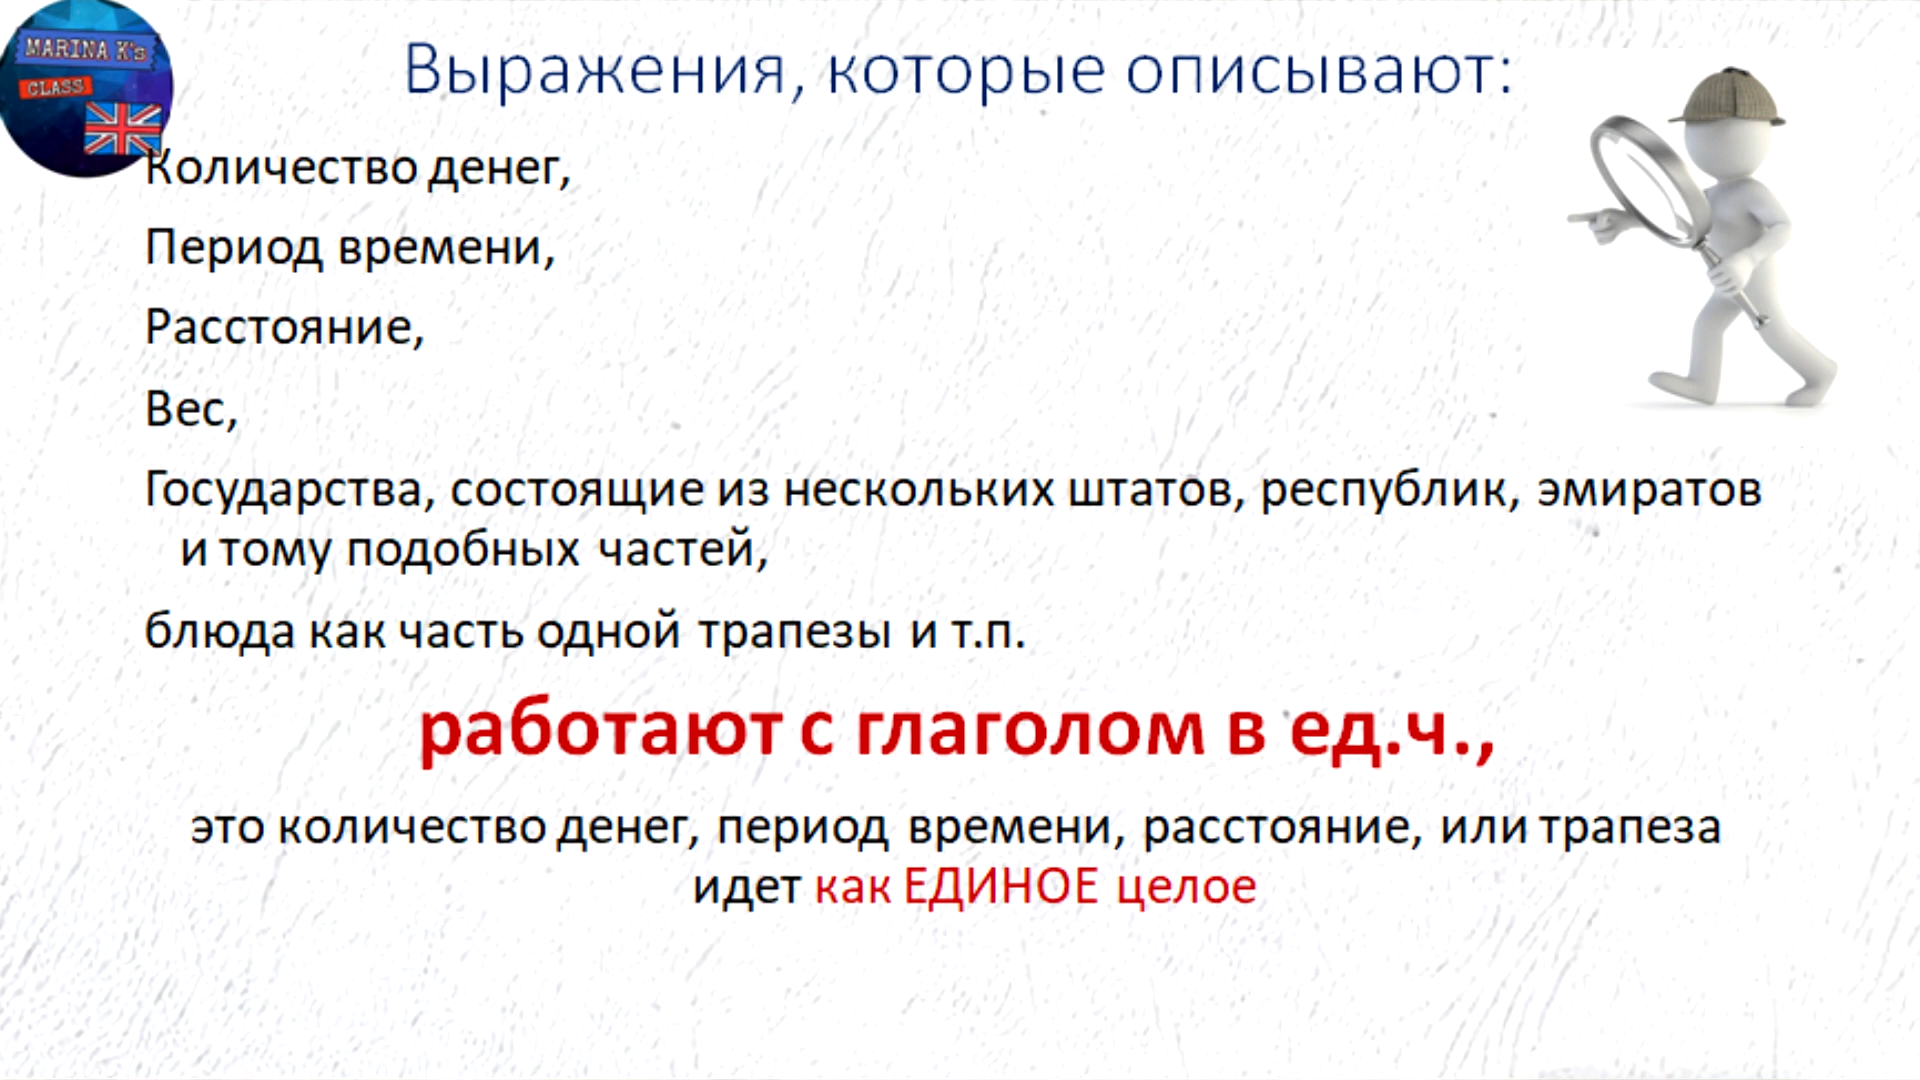 MARINA K's
CLASS
Выражения, которые описывают:
Количество денег,
Период времени,
Расстояние,
Вес,
Государства, состоящие из нескольких штатов, республик, эмиратов
и тому подобных частей,
блюда как часть одной трапезы и т.п.
работают с глаголом в ед.ч.,
это количество денег, период времени, расстояние, или трапеза
идет как ЕДИНОЕ целое